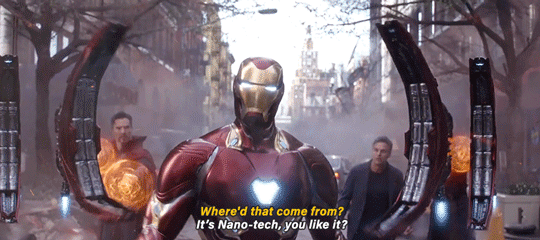 Where'd that come from?
It's Nano-tech, you like it?